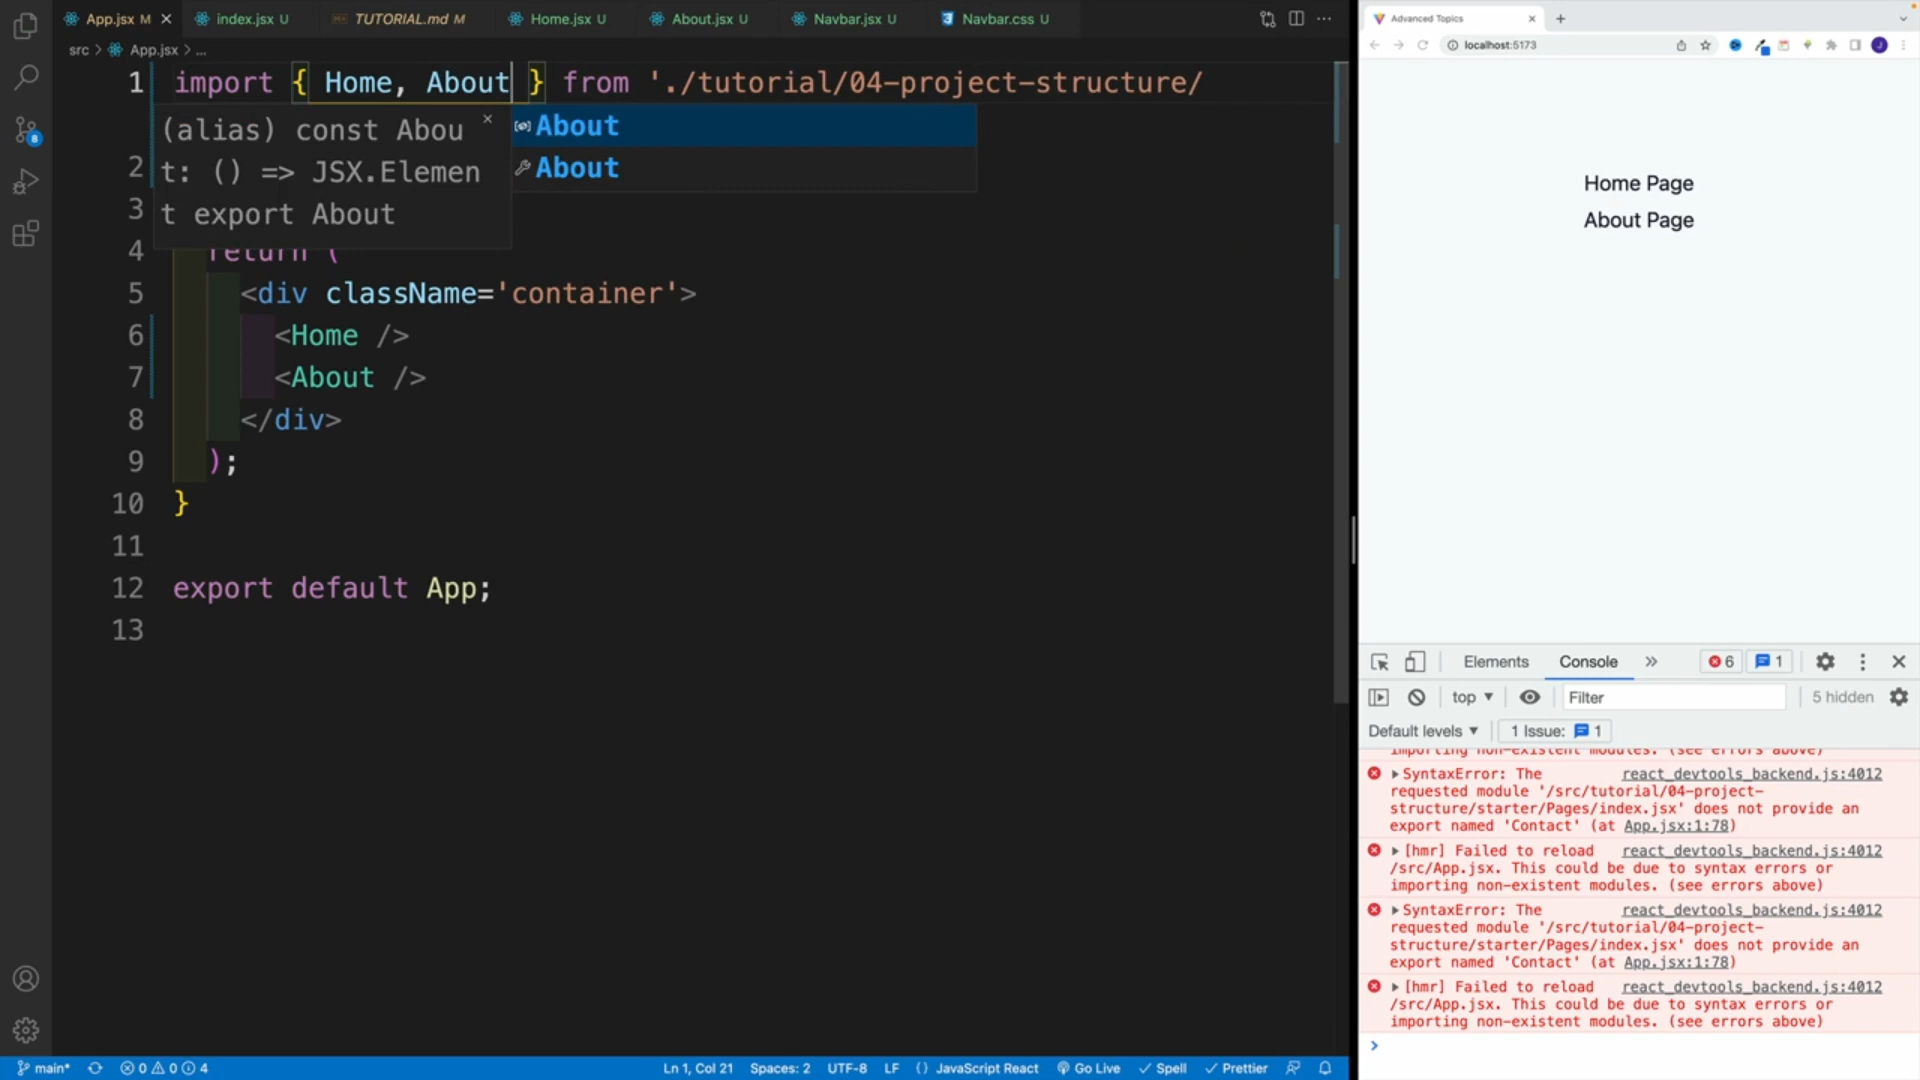 App.jsx M
index.jsx U
TUTORIAL.md M
Home.jsx U
About.jsx U
Navbar.jsx U
Navbar.css U
src > App.jsx > ...
1 import { Home, About } from './tutorial/04-project-structure/
(alias) const Abou
t: () => JSX.Elemen
t export About
About
About
2
3
4 return (
5 <div className='container'>
6 <Home />
7 <About />
8 </div>
9 );
10 }
11
12 export default App;
13
8
main*
0 0 4
Ln 1, Col 21
Spaces: 2
UTF-8
LF
JavaScript React
Go Live
Spell
Prettier
Advanced Topics
localhost:5173
J
Home Page
About Page
Elements
Console
6
1
top
Filter
5 hidden
Default levels
1 Issue: 1
importing non-existent modules. (see errors above)
SyntaxError: The react_devtools_backend.js:4012
requested module '/src/tutorial/04-project-
structure/starter/Pages/index.jsx' does not provide an
export named 'Contact' (at App.jsx:1:78)
[hmr] Failed to reload react_devtools_backend.js:4012
/src/App.jsx. This could be due to syntax errors or
importing non-existent modules. (see errors above)
SyntaxError: The react_devtools_backend.js:4012
requested module '/src/tutorial/04-project-
structure/starter/Pages/index.jsx' does not provide an
export named 'Contact' (at App.jsx:1:78)
[hmr] Failed to reload react_devtools_backend.js:4012
/src/App.jsx. This could be due to syntax errors or
importing non-existent modules. (see errors above)